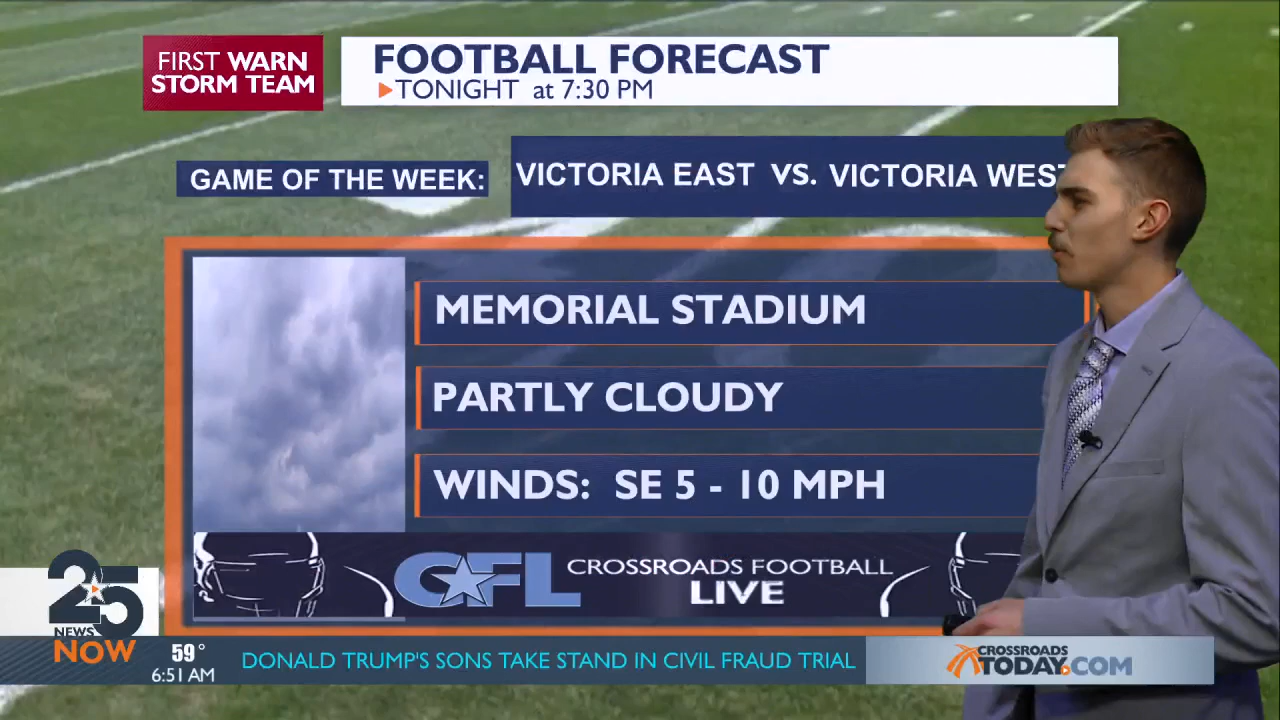 FIRST WARN
STORM TEAM
FOOTBALL FORECAST
TONIGHT at 7:30 PM
GAME OF THE WEEK:
VICTORIA EAST VS. VICTORIA WEST
MEMORIAL STADIUM
PARTLY CLOUDY
WINDS: SE 5 - 10 MPH
CFL
CROSSROADS FOOTBALL
LIVE
25
NEWS
NOW
59°
6:51 AM
DONALD TRUMP'S SONS TAKE STAND IN CIVIL FRAUD TRIAL
CROSSROADS
TODAY.COM